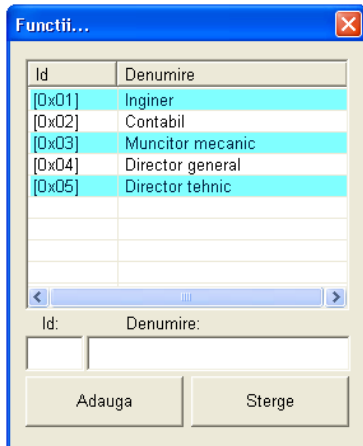 Functii...
Id Denumire
[0x01] Inginer
[0x02] Contabil
[0x03] Muncitor mecanic
[0x04] Director general
[0x05] Director tehnic
Id: Denumire:
Adauga Sterge